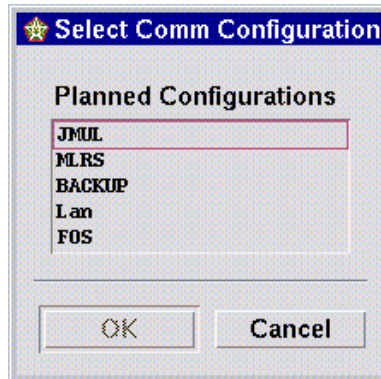 Select Comm Configuration
Planned Configurations
JMUL
MLRS
BACKUP
Lan
FOS
OK Cancel